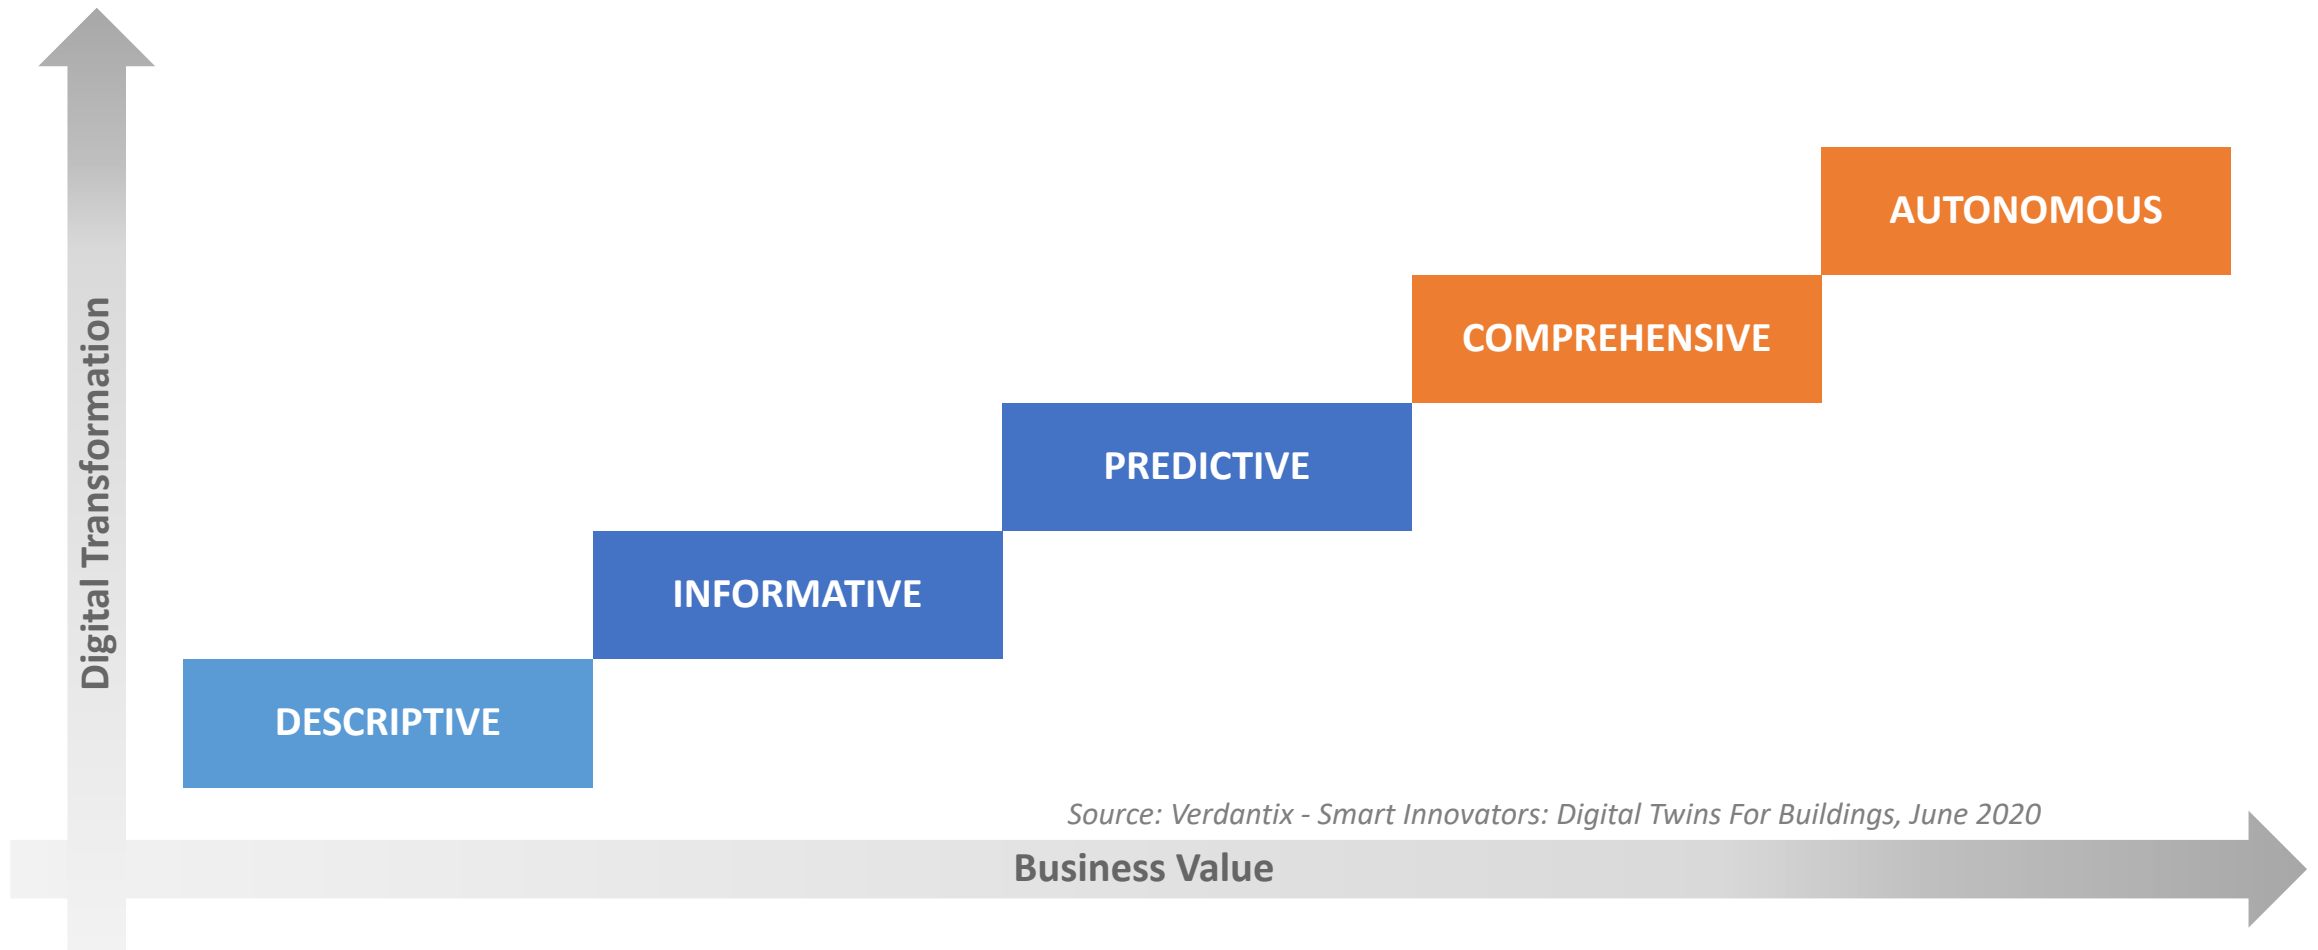 AUTONOMOUS
COMPREHENSIVE
PREDICTIVE
INFORMATIVE
DESCRIPTIVE
Digital Transformation
Source: Verdantix - Smart Innovators: Digital Twins For Buildings, June 2020
Business Value